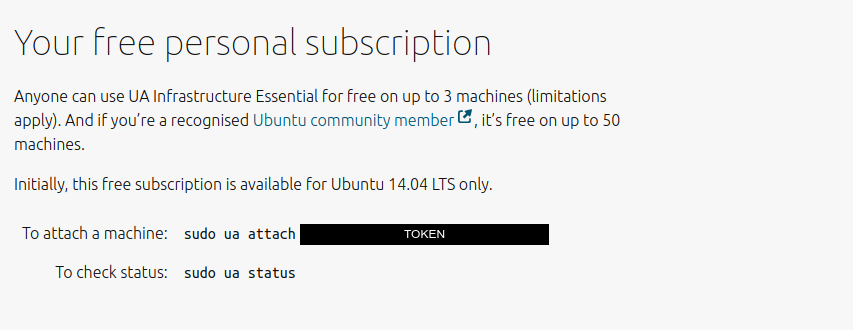 Your free personal subscription
Anyone can use UA Infrastructure Essential for free on up to 3 machines (limitations
apply). And if you're a recognised Ubuntu community member, it's free on up to 50
machines.
Initially, this free subscription is available for Ubuntu 14.04 LTS only.
To attach a machine: sudo ua attach TOKEN
To check status: sudo ua status